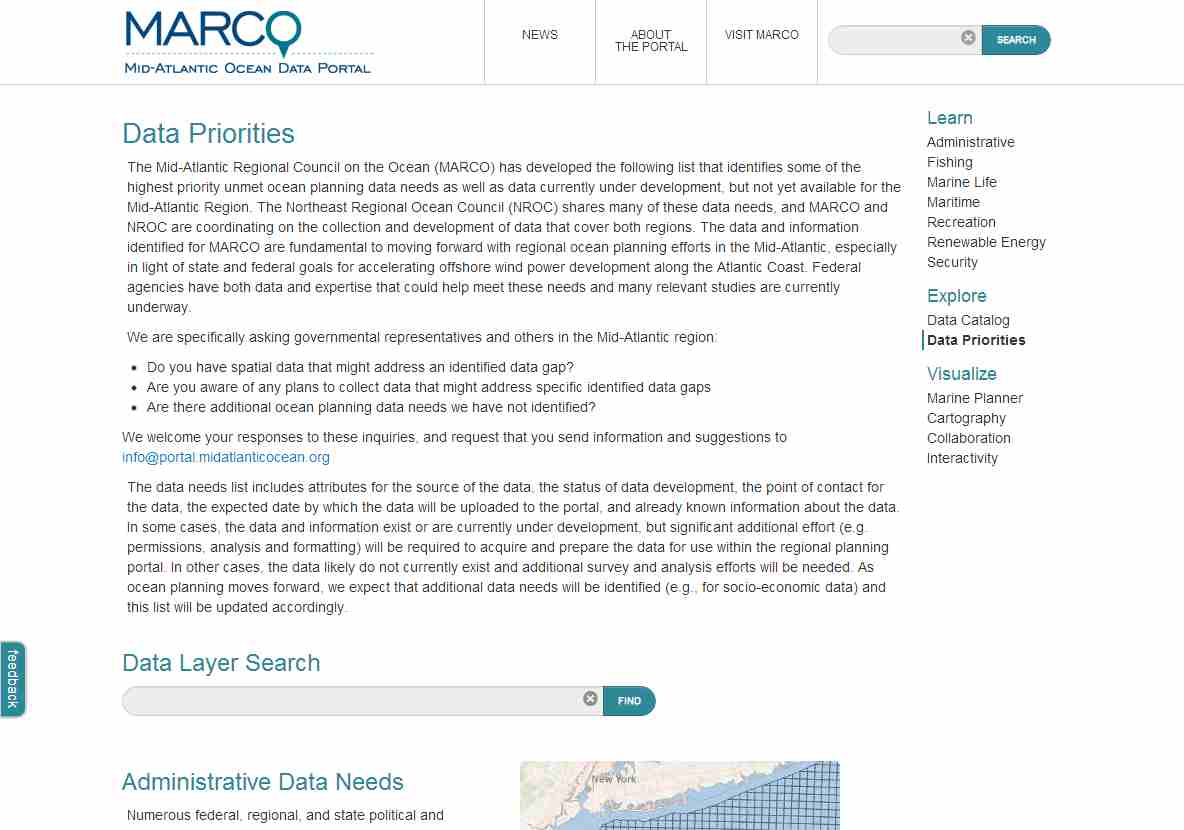 MARCO
MID-ATLANTIC OCEAN DATA PORTAL
NEWS
ABOUT
THE PORTAL
VISIT MARCO
SEARCH
Data Priorities
The Mid-Atlantic Regional Council on the Ocean (MARCO) has developed the following list that identifies some of the
highest priority unmet ocean planning data needs as well as data currently under development, but not yet available for the
Mid-Atlantic Region. The Northeast Regional Ocean Council (NROC) shares many of these data needs, and MARCO and
NROC are coordinating on the collection and development of data that cover both regions. The data and information
identified for MARCO are fundamental to moving forward with regional ocean planning efforts in the Mid-Atlantic, especially
in light of state and federal goals for accelerating offshore wind power development along the Atlantic Coast. Federal
agencies have both data and expertise that could help meet these needs and many relevant studies are currently
underway.
We are specifically asking governmental representatives and others in the Mid-Atlantic region:
• Do you have spatial data that might address an identified data gap?
• Are you aware of any plans to collect data that might address specific identified data gaps
• Are there additional ocean planning data needs we have not identified?
We welcome your responses to these inquiries, and request that you send information and suggestions to
info@portal.midatlanticocean.org
The data needs list includes attributes for the source of the data, the status of data development, the point of contact for
the data, the expected date by which the data will be uploaded to the portal, and already known information about the data.
In some cases, the data and information exist or are currently under development, but significant additional effort (e.g.
permissions, analysis and formatting) will be required to acquire and prepare the data for use within the regional planning
portal. In other cases, the data likely do not currently exist and additional survey and analysis efforts will be needed. As
ocean planning moves forward, we expect that additional data needs will be identified (e.g., for socio-economic data) and
this list will be updated accordingly.
Learn
Administrative
Fishing
Marine Life
Maritime
Recreation
Renewable Energy
Security
Explore
Data Catalog
Data Priorities
Visualize
Marine Planner
Cartography
Collaboration
Interactivity
feedback
Data Layer Search
FIND
Administrative Data Needs
Numerous federal, regional, and state political and
New York